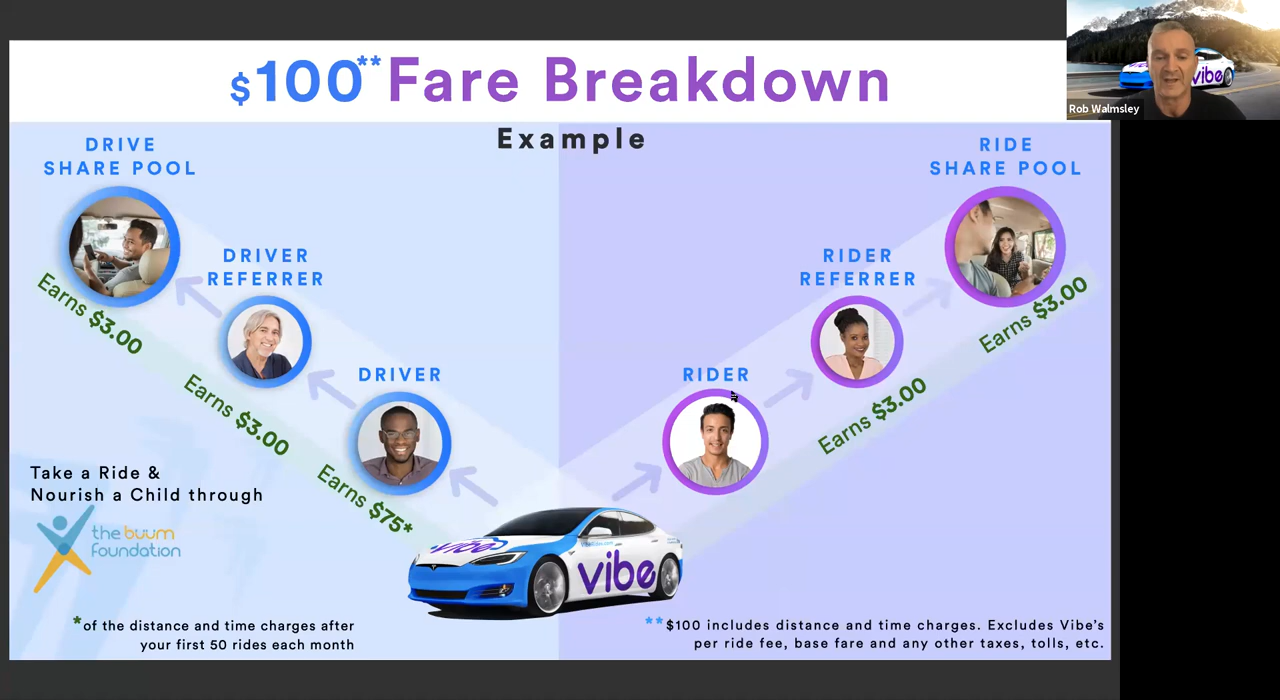 $100** Fare Breakdown
Rob Walmsley
vibe
Example
DRIVE
SHARE POOL
RIDE
SHARE POOL
DRIVER
REFERRER
RIDER
REFERRER
Earns $3.00
Earns $3.00
DRIVER
RIDER
Earns $3.00
Earns $3.00
Earns $75*
Take a Ride &
Nourish a Child through
the buum
foundation
vibe
vibe
*of the distance and time charges after
your first 50 rides each month
**$100 includes distance and time charges. Excludes Vibe's
per ride fee, base fare and any other taxes, tolls, etc.